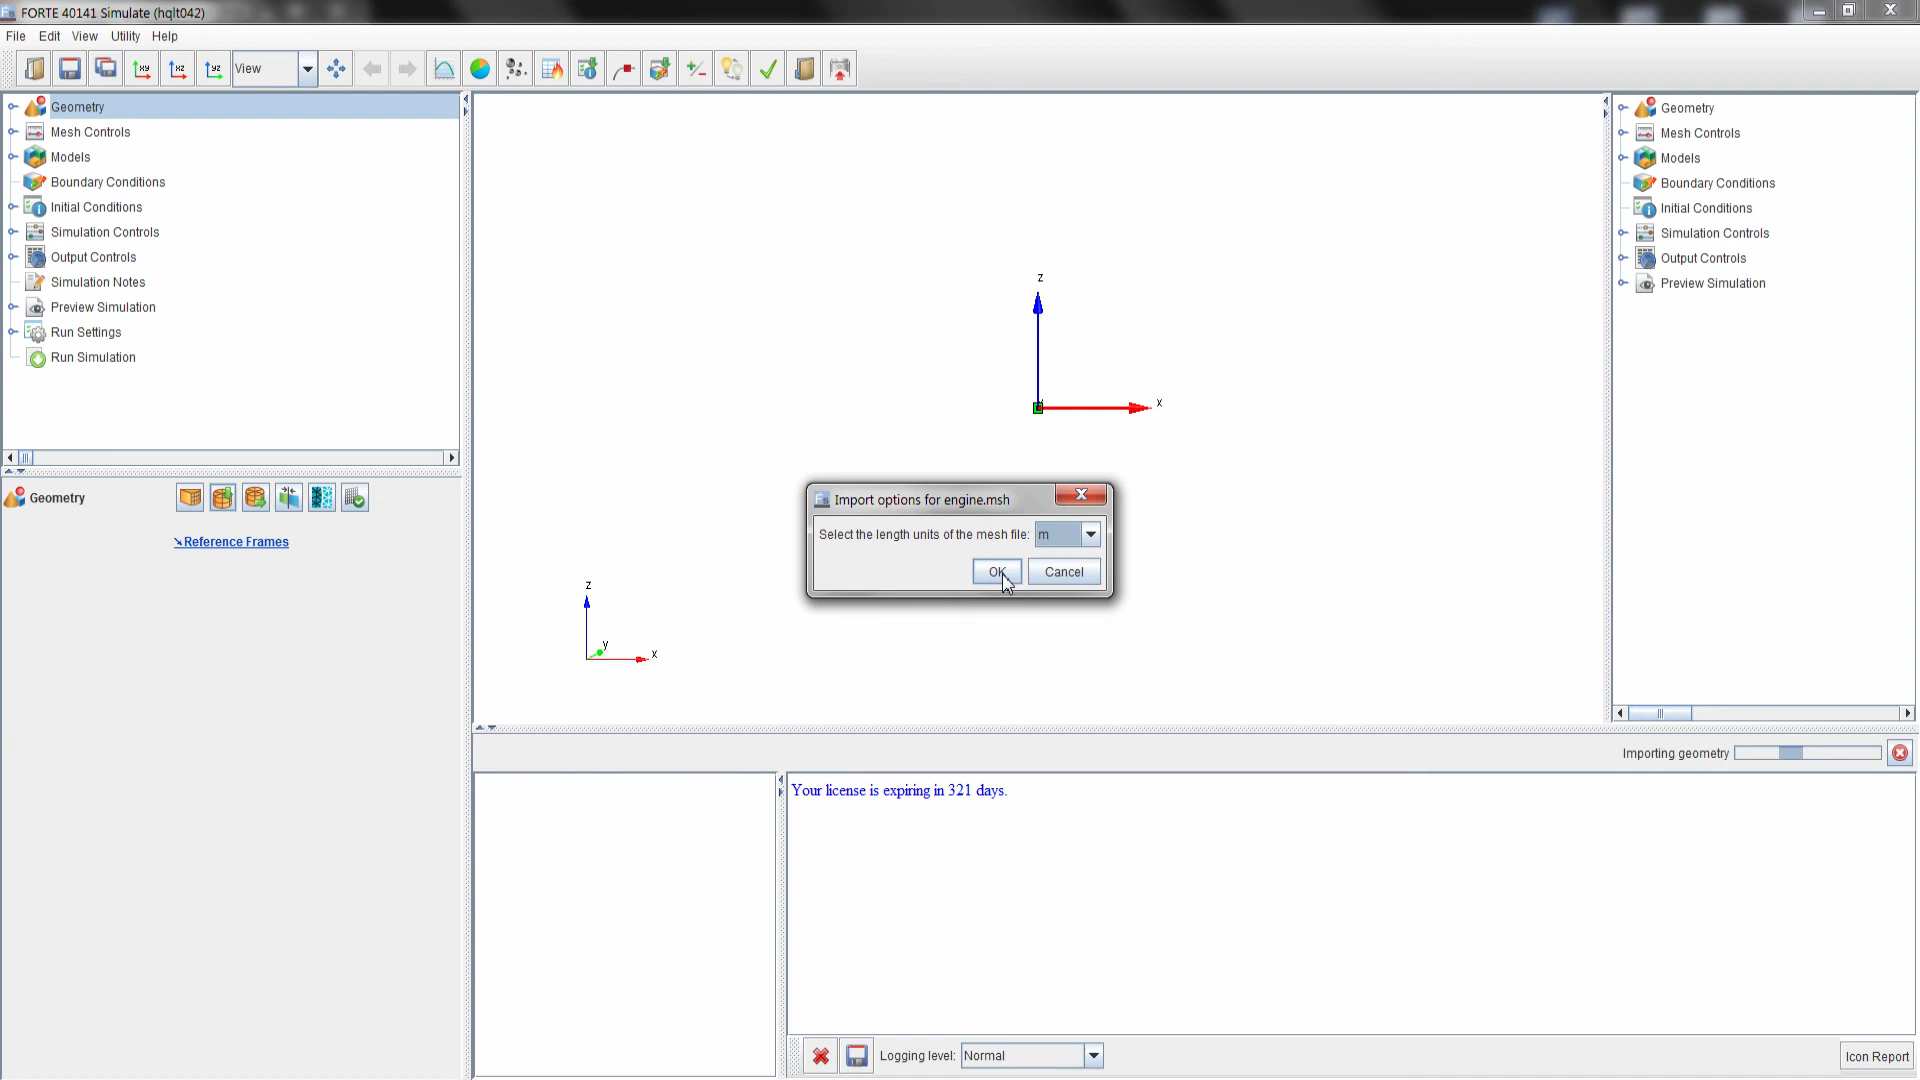 FORTE 40141 Simulate (hqlt042)
File Edit View Utility Help
xy xz yz View
Geometry
Mesh Controls
Models
Boundary Conditions
Initial Conditions
Simulation Controls
Output Controls
Simulation Notes
Preview Simulation
Run Settings
Run Simulation
Geometry
Reference Frames
z
x
z
y
x
Import options for engine.msh
Select the length units of the mesh file: m
OK Cancel
Geometry
Mesh Controls
Models
Boundary Conditions
Initial Conditions
Simulation Controls
Output Controls
Preview Simulation
Importing geometry
Your license is expiring in 321 days.
Logging level: Normal
Icon Report